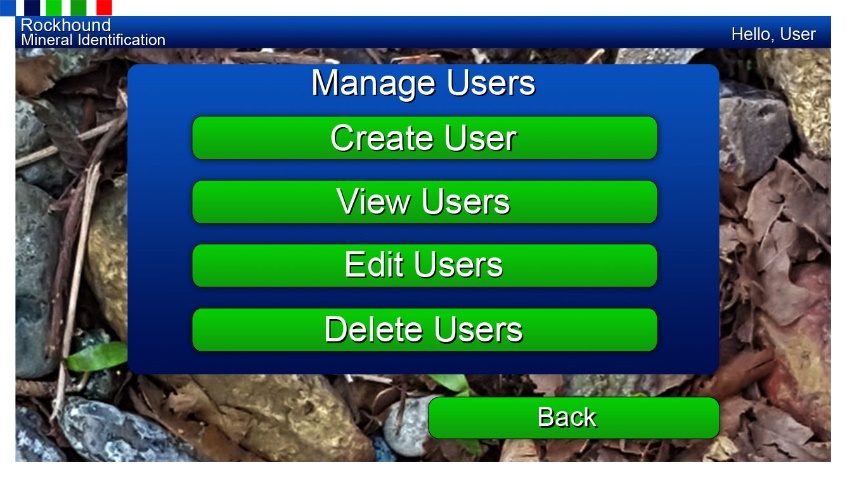 Rockhound
Mineral Identification
Hello, User
Manage Users
Create User
View Users
Edit Users
Delete Users
Back